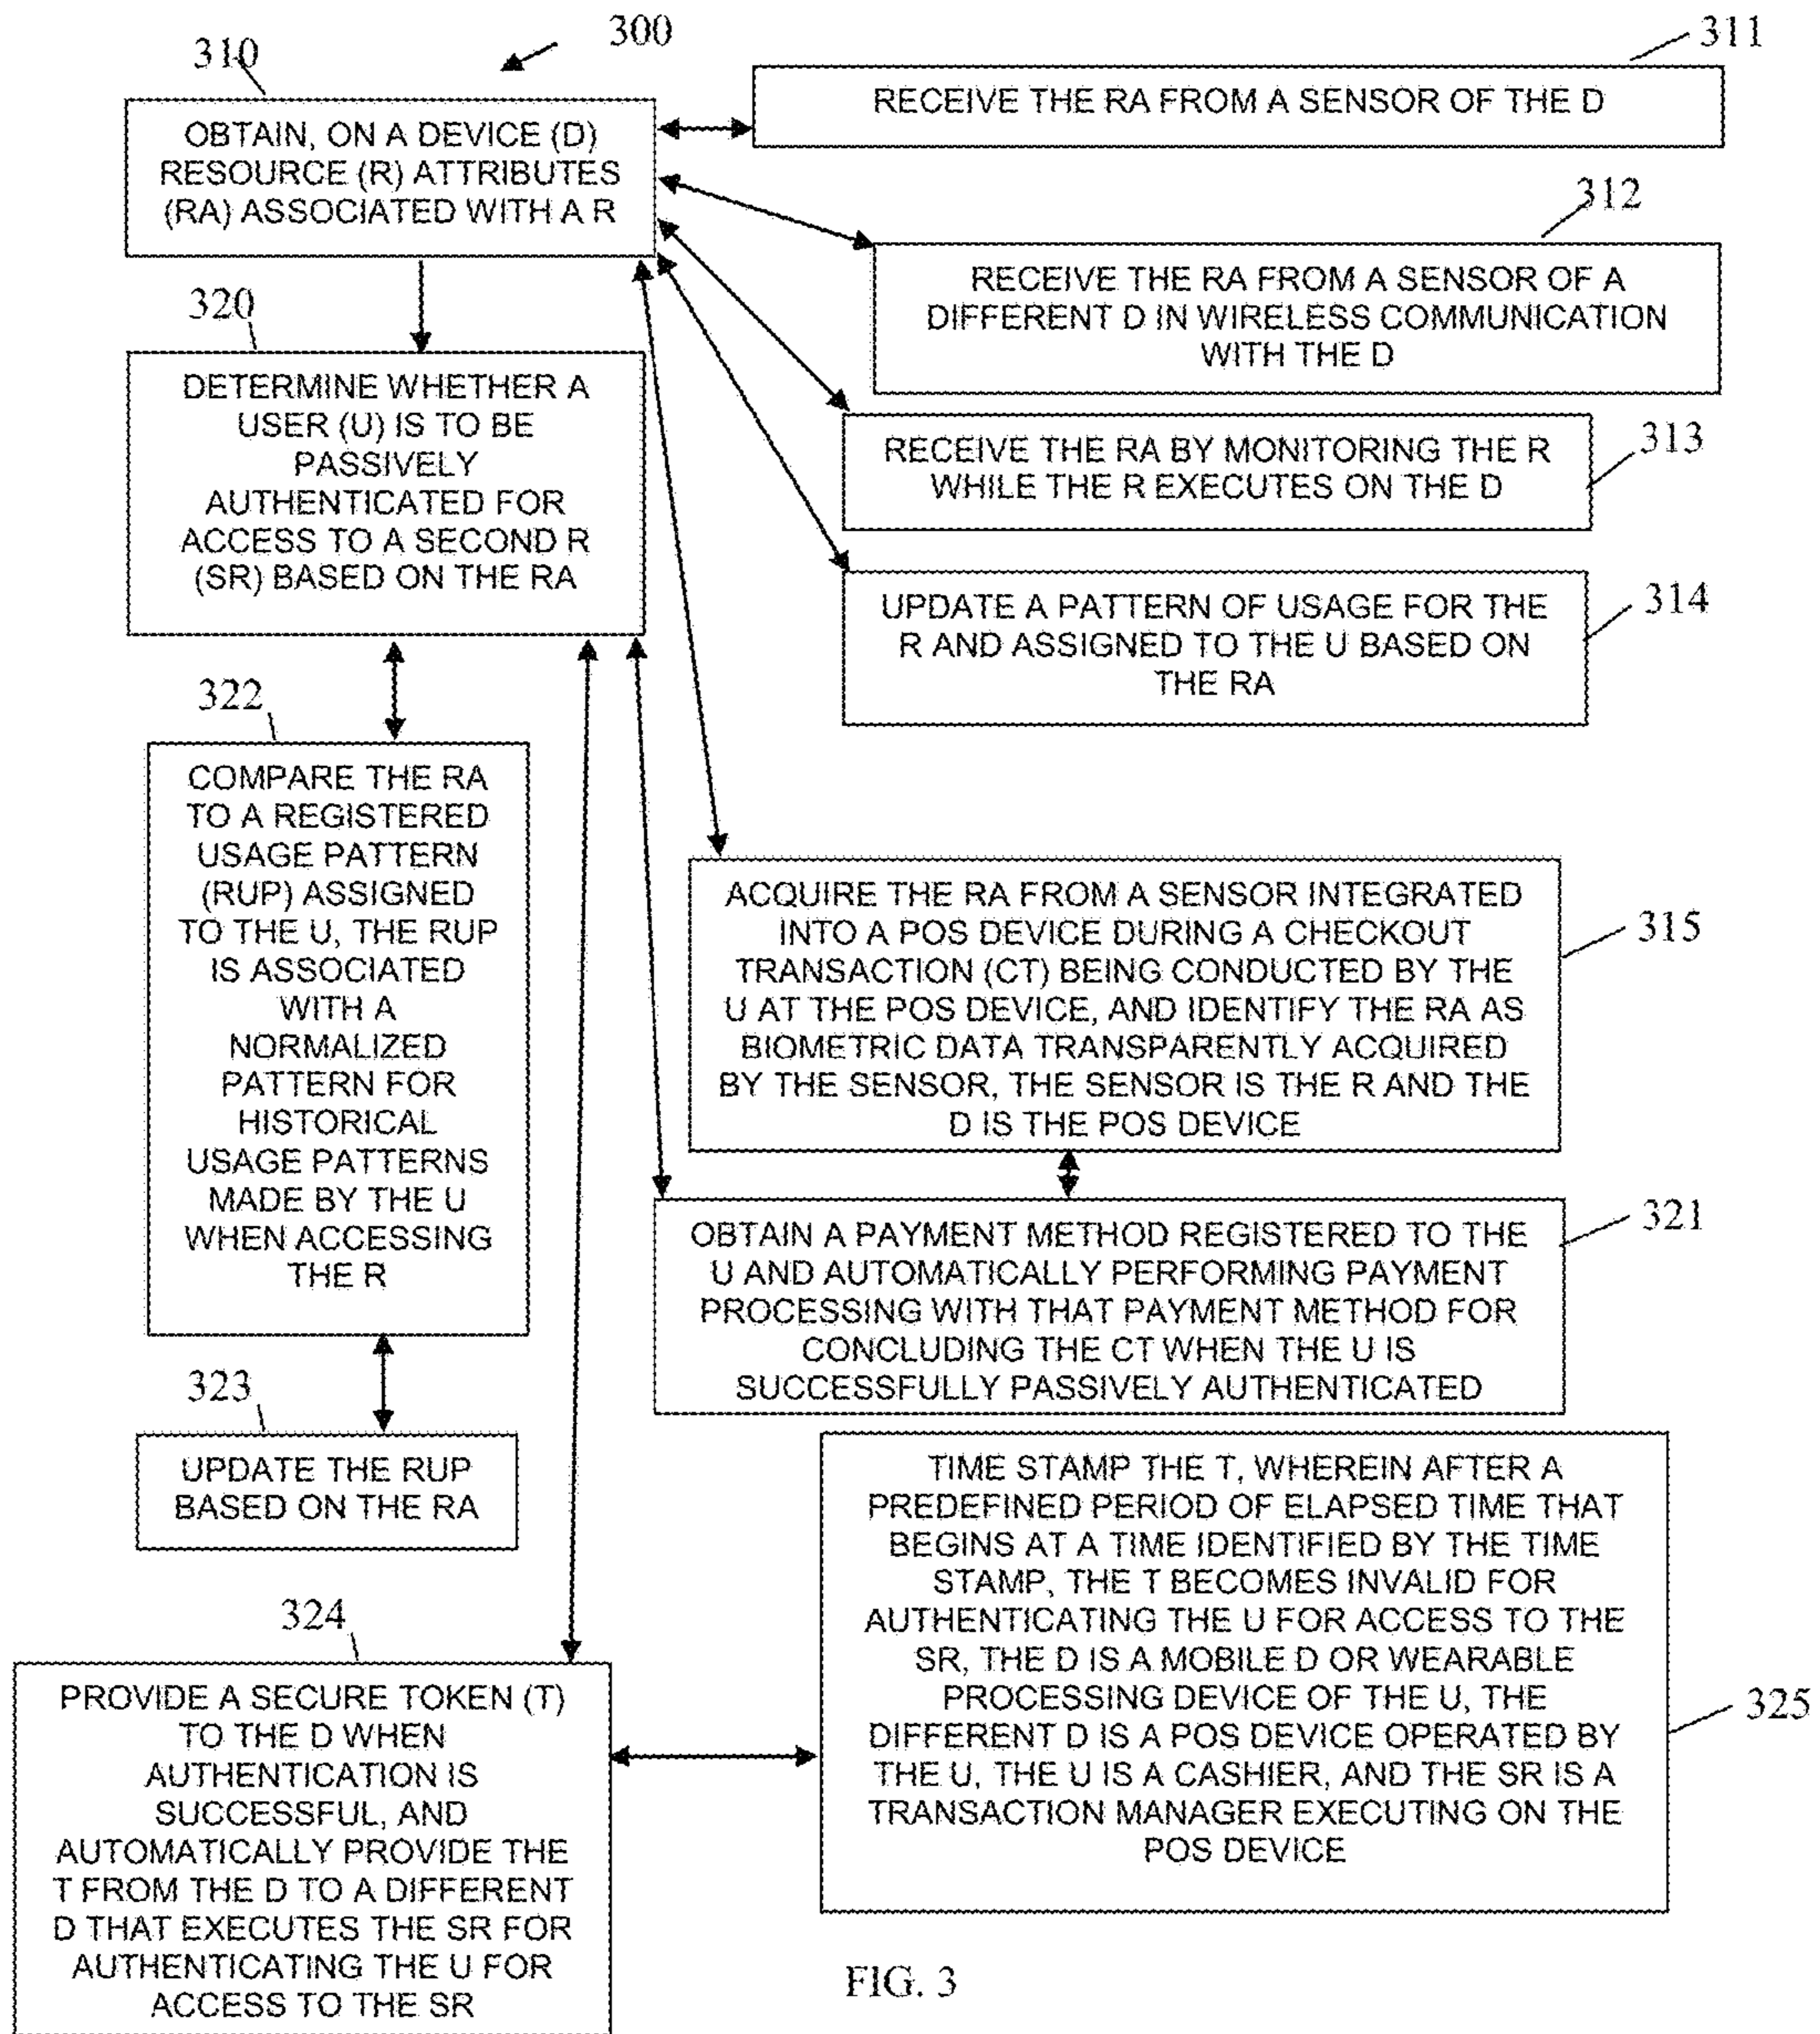 300
310
OBTAIN, ON A DEVICE (D)
RESOURCE (R) ATTRIBUTES
(RA) ASSOCIATED WITH A R
311
RECEIVE THE RA FROM A SENSOR OF THE D
312
RECEIVE THE RA FROM A SENSOR OF A
DIFFERENT D IN WIRELESS COMMUNICATION
WITH THE D
320
DETERMINE WHETHER A
USER (U) IS TO BE
PASSIVELY
AUTHENTICATED FOR
ACCESS TO A SECOND R
(SR) BASED ON THE RA
313
RECEIVE THE RA BY MONITORING THE R
WHILE THE R EXECUTES ON THE D
314
UPDATE A PATTERN OF USAGE FOR THE
R AND ASSIGNED TO THE U BASED ON
THE RA
322
COMPARE THE RA
TO A REGISTERED
USAGE PATTERN
(RUP) ASSIGNED
TO THE U, THE RUP
IS ASSOCIATED
WITH A
NORMALIZED
PATTERN FOR
HISTORICAL
USAGE PATTERNS
MADE BY THE U
WHEN ACCESSING
THE R
315
ACQUIRE THE RA FROM A SENSOR INTEGRATED
INTO A POS DEVICE DURING A CHECKOUT
TRANSACTION (CT) BEING CONDUCTED BY THE
U AT THE POS DEVICE, AND IDENTIFY THE RA AS
BIOMETRIC DATA TRANSPARENTLY ACQUIRED
BY THE SENSOR, THE SENSOR IS THE R AND THE
D IS THE POS DEVICE
321
OBTAIN A PAYMENT METHOD REGISTERED TO THE
U AND AUTOMATICALLY PERFORMING PAYMENT
PROCESSING WITH THAT PAYMENT METHOD FOR
CONCLUDING THE CT WHEN THE U IS
SUCCESSFULLY PASSIVELY AUTHENTICATED
323
UPDATE THE RUP
BASED ON THE RA
324
PROVIDE A SECURE TOKEN (T)
TO THE D WHEN
AUTHENTICATION IS
SUCCESSFUL, AND
AUTOMATICALLY PROVIDE THE
T FROM THE D TO A DIFFERENT
D THAT EXECUTES THE SR FOR
AUTHENTICATING THE U FOR
ACCESS TO THE SR
325
TIME STAMP THE T, WHEREIN AFTER A
PREDEFINED PERIOD OF ELAPSED TIME THAT
BEGINS AT A TIME IDENTIFIED BY THE TIME
STAMP, THE T BECOMES INVALID FOR
AUTHENTICATING THE U FOR ACCESS TO THE
SR, THE D IS A MOBILE D OR WEARABLE
PROCESSING DEVICE OF THE U, THE
DIFFERENT D IS A POS DEVICE OPERATED BY
THE U, THE U IS A CASHIER, AND THE SR IS A
TRANSACTION MANAGER EXECUTING ON THE
POS DEVICE
FIG. 3